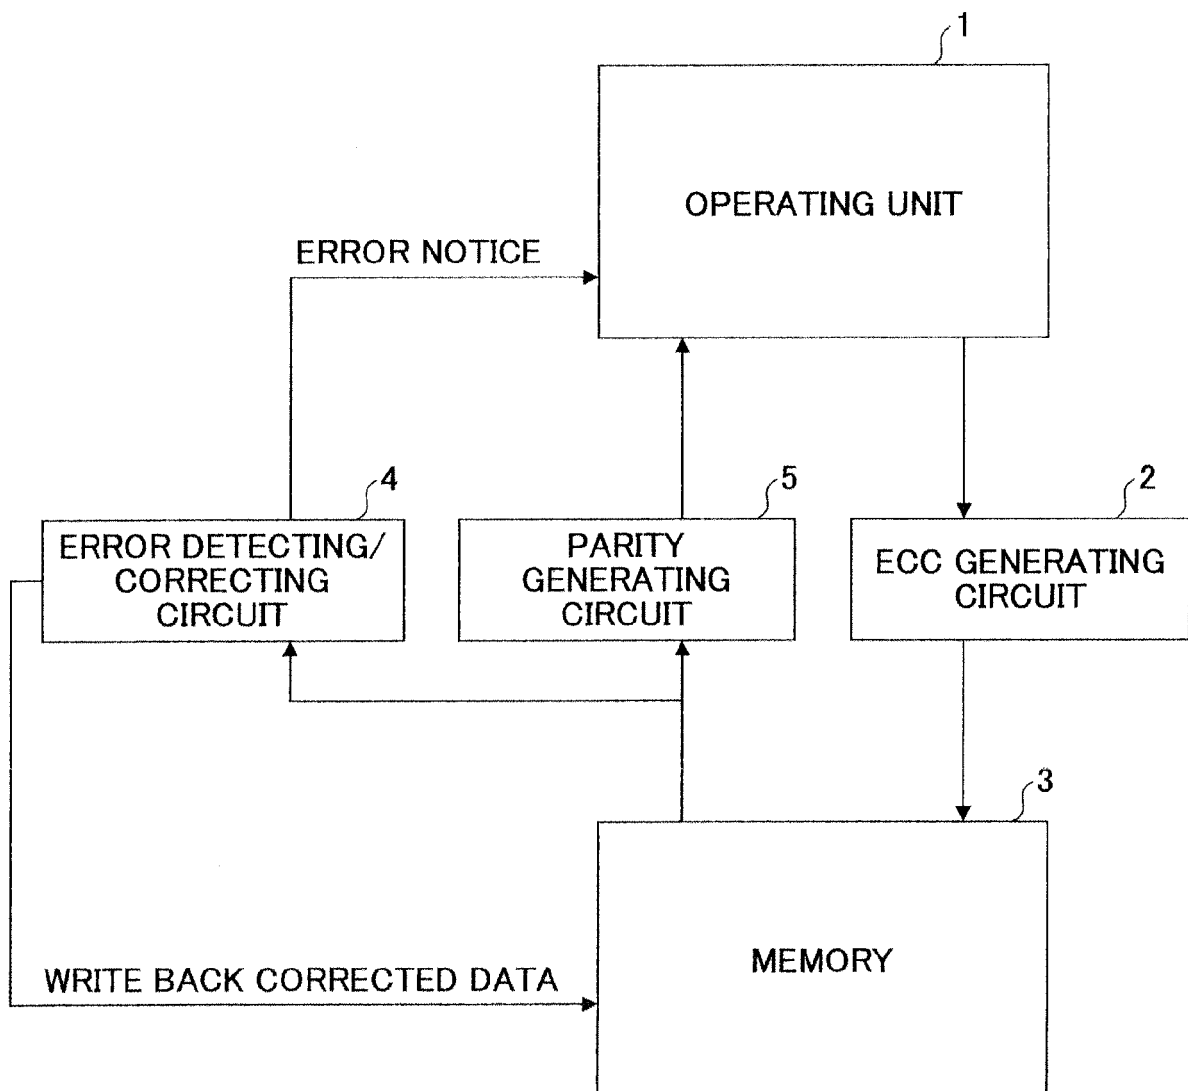 1
OPERATING UNIT
ERROR NOTICE
4
5
2
ERROR DETECTING/
CORRECTING
CIRCUIT
PARITY
GENERATING
CIRCUIT
ECC GENERATING
CIRCUIT
3
MEMORY
WRITE BACK CORRECTED DATA